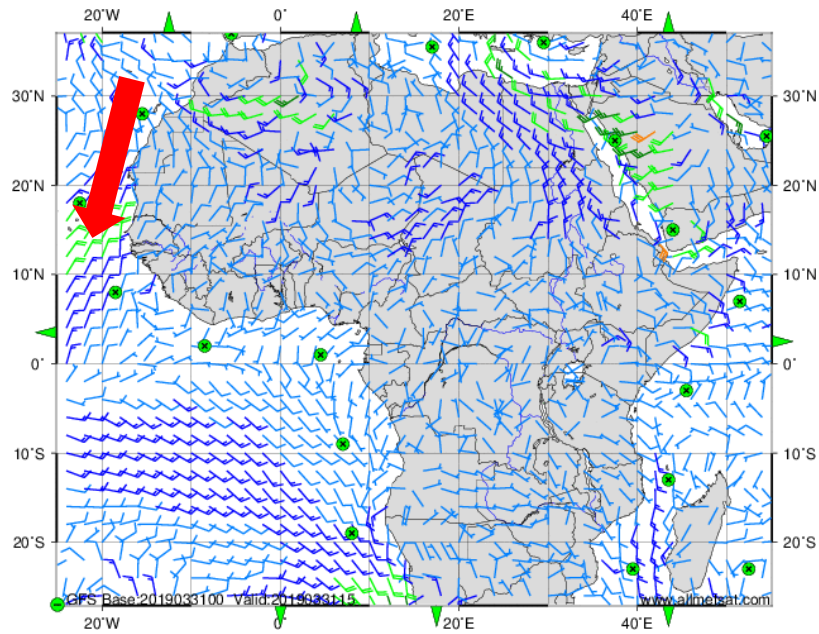 20˚W 0˚ 20˚E 40˚E
30˚N 30˚N
20˚N 20˚N
10˚N 10˚N
0˚ 0˚
10˚S 10˚S
20˚S 20˚S
GFS Base:2019033100 Valid:2019033115 www.allmetsat.com
20˚W 0˚ 20˚E 40˚E